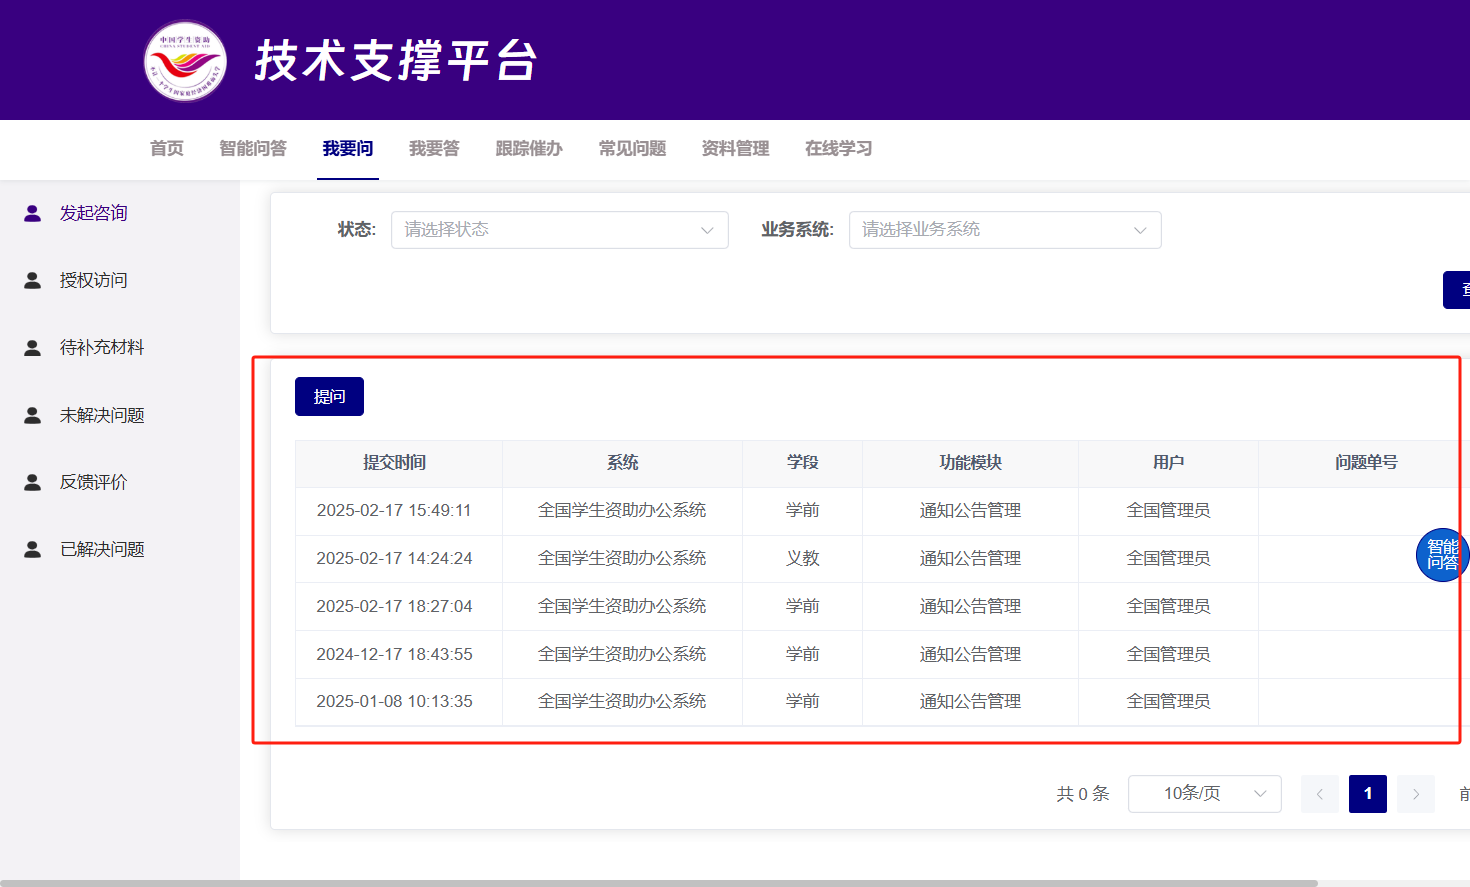 中国学生资助
CHINA STUDENT AID
技术支撑平台
首页 智能问答 我要问 我要答 跟踪催办 常见问题 资料管理 在线学习
发起咨询
授权访问
待补充材料
未解决问题
反馈评价
已解决问题
状态: 请选择状态 业务系统: 请选择业务系统
提问
提交时间 系统 学段 功能模块 用户 问题单号
2025-02-17 15:49:11 全国学生资助办公系统 学前 通知公告管理 全国管理员
2025-02-17 14:24:24 全国学生资助办公系统 义教 通知公告管理 全国管理员
2025-02-17 18:27:04 全国学生资助办公系统 学前 通知公告管理 全国管理员
2024-12-17 18:43:55 全国学生资助办公系统 学前 通知公告管理 全国管理员
2025-01-08 10:13:35 全国学生资助办公系统 学前 通知公告管理 全国管理员
智能
问答
共 0 条 10条/页 1 前